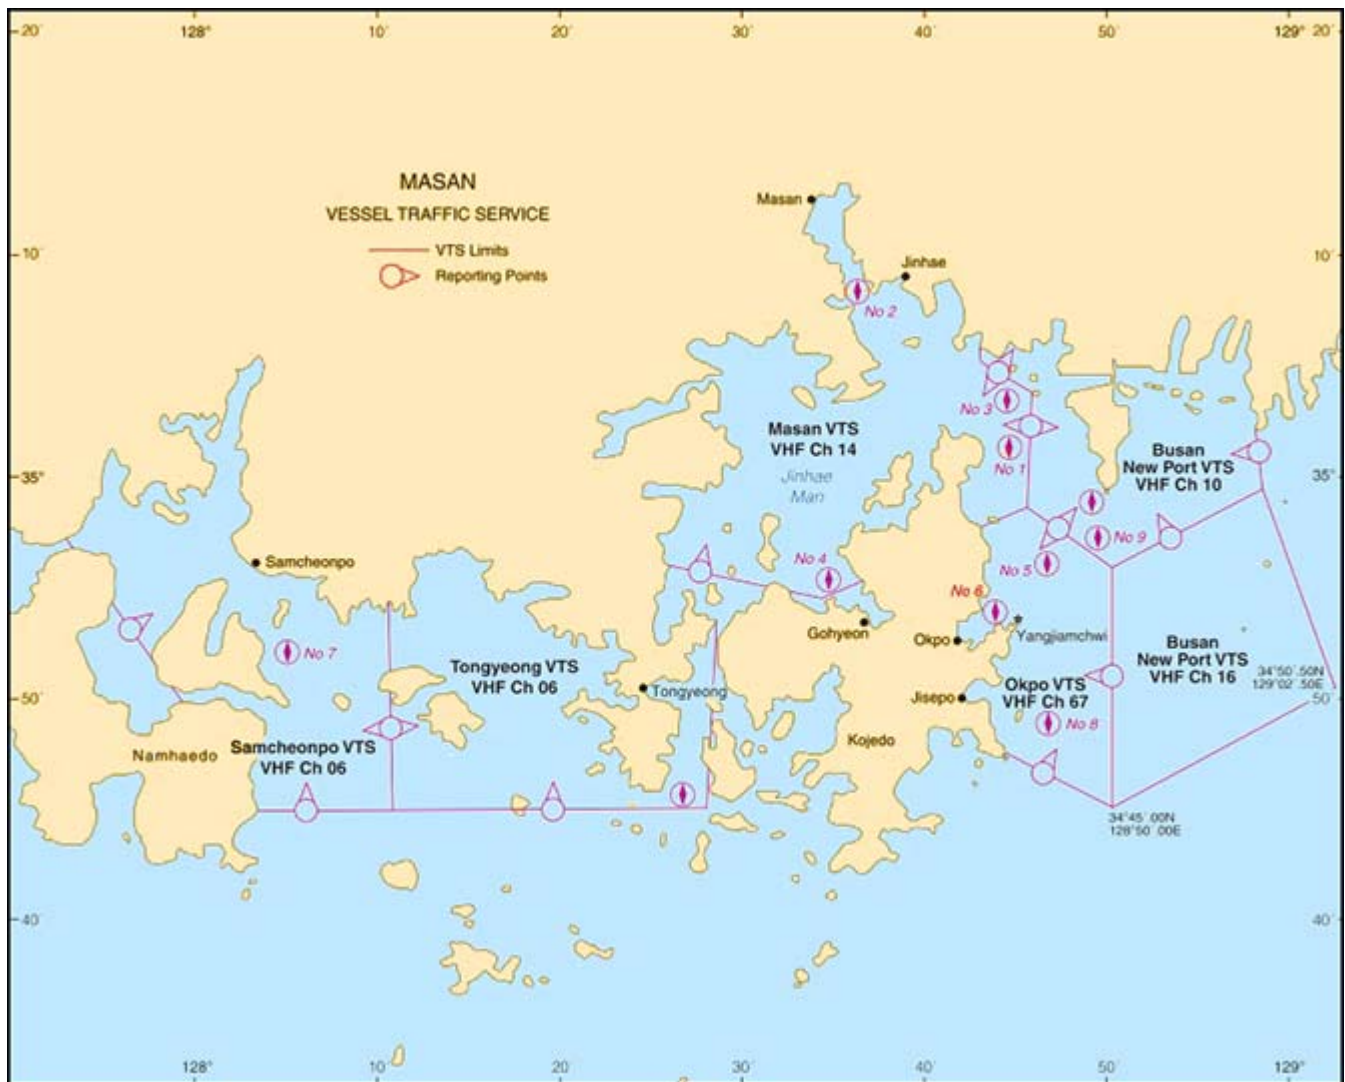 20´ 128° 10´ 20´ 30´ 40´ 50´ 129° 20´
MASAN
VESSEL TRAFFIC SERVICE
VTS Limits
Reporting Points
Masan
10´ 10´
Jinhae
No 2
No 3
Masan VTS
VHF Ch 14
Jinhae
Man
No 1
Busan
New Port VTS
VHF Ch 10
35° 35°
No 9
Samcheonpo
No 4
No 5
No 6
Gohyeon
Okpo
Yangjiamchwi
No 7
Tongyeong VTS
VHF Ch 06
Busan
New Port VTS
VHF Ch 16
34°50´.50N
129°02´.50E
Tongyeong
Okpo VTS
VHF Ch 67
Jisepo
50´ 50´
No 8
Kojedo
Namhaedo
Samcheonpo VTS
VHF Ch 06
34°45´.00N
128°50´.00E
40´ 40´
128° 10´ 20´ 30´ 40´ 50´ 129°